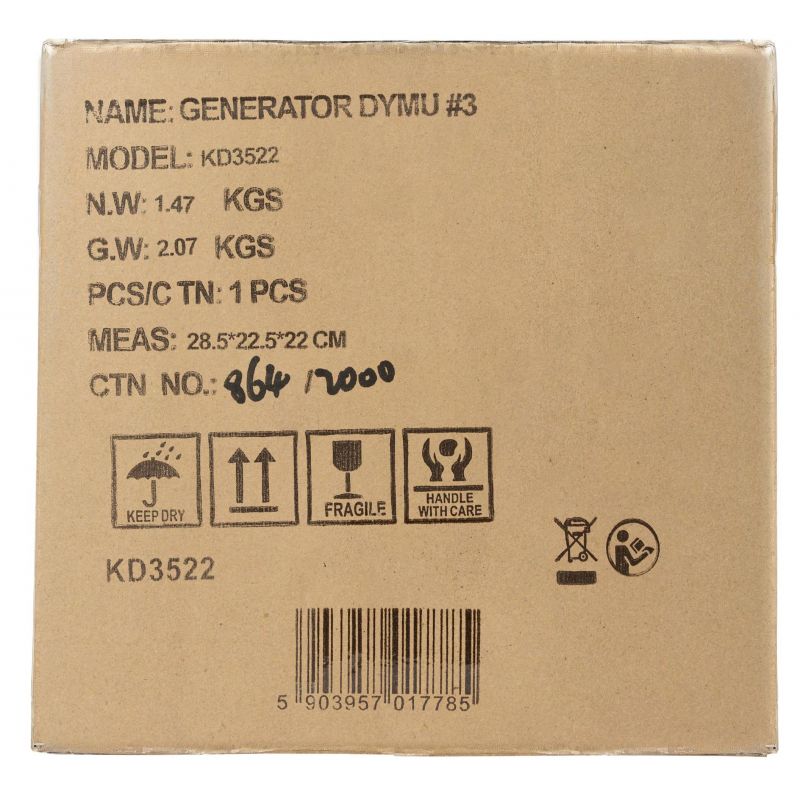 NAME: GENERATOR DYMU #3
MODEL: KD3522
N.W: 1.47 KGS
G.W: 2.07 KGS
PCS/C TN: 1 PCS
MEAS: 28.5*22.5*22 CM
CTN NO.: 864 /2000
KEEP DRY
FRAGILE
HANDLE
WITH CARE
KD3522
5 903957 017785